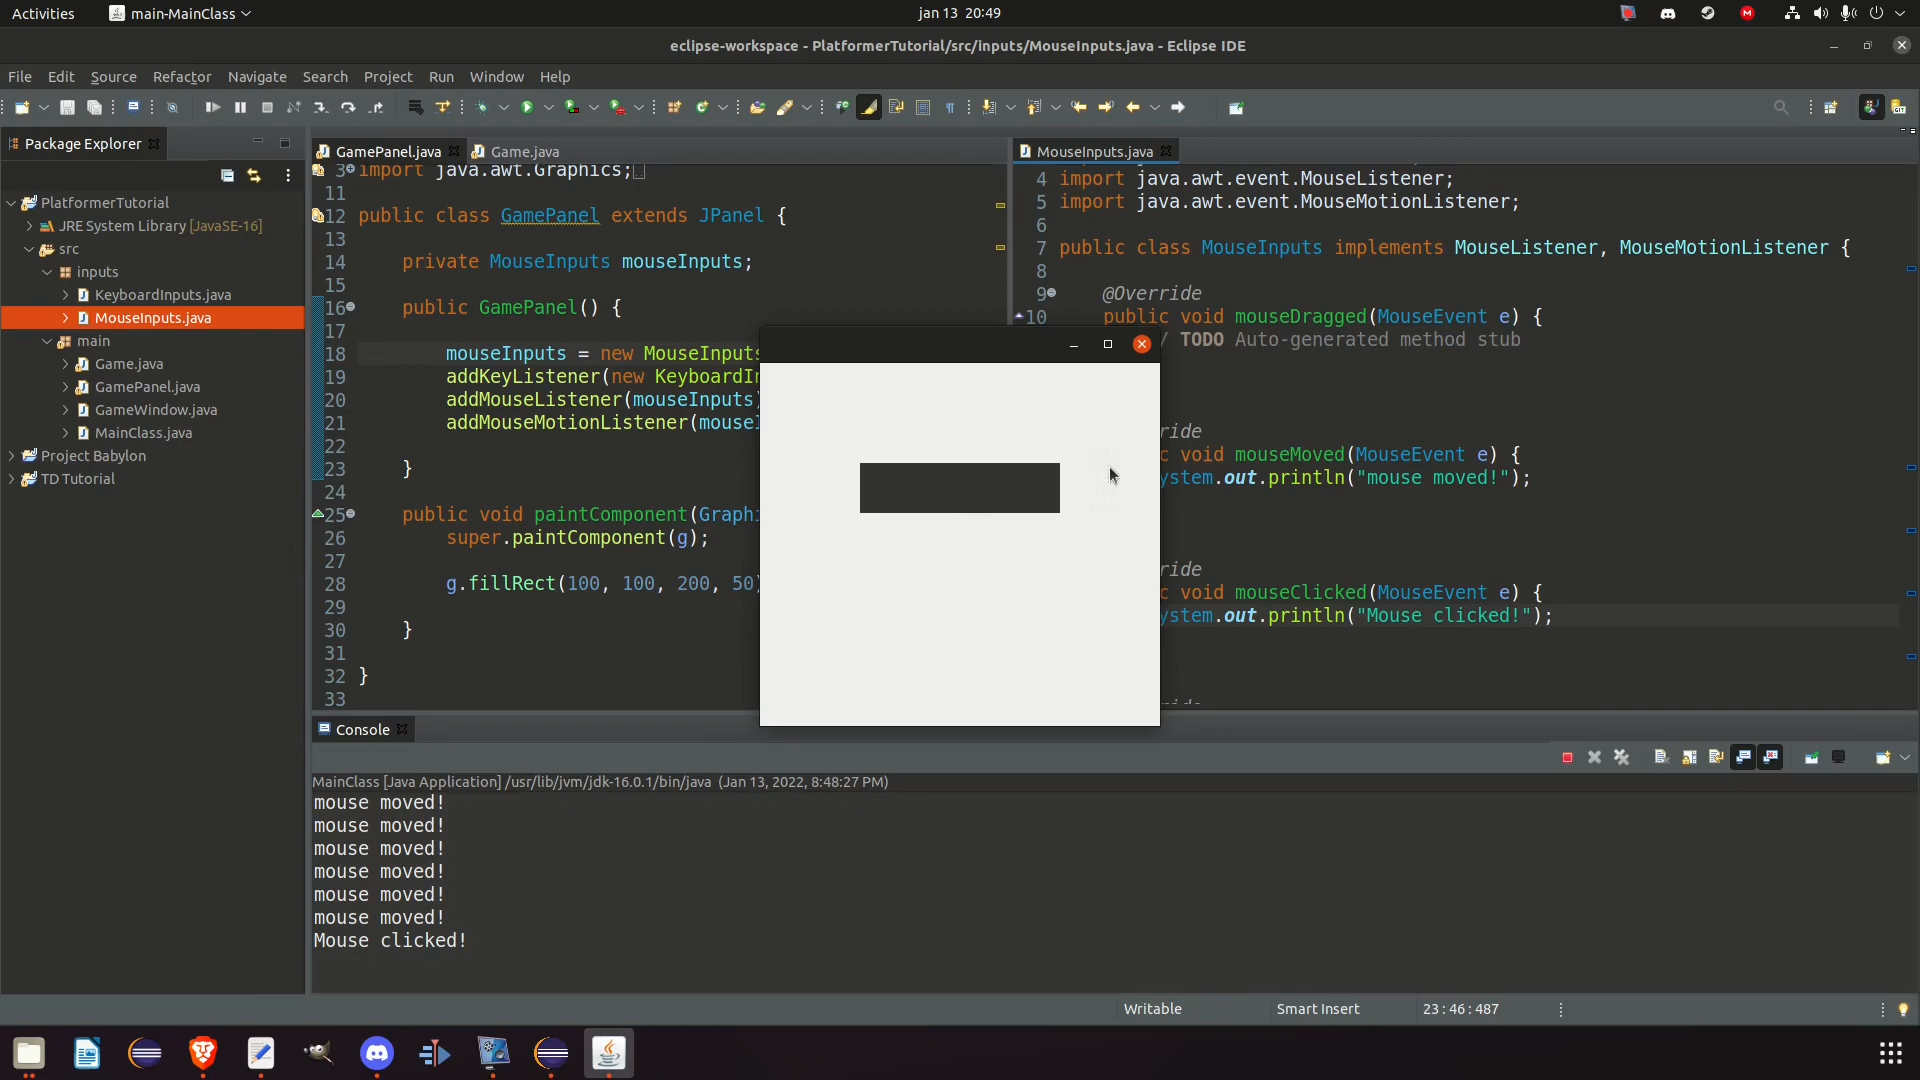 Activities main-MainClass jan 13 20:49
eclipse-workspace - PlatformerTutorial/src/inputs/MouseInputs.java - Eclipse IDE
File Edit Source Refactor Navigate Search Project Run Window Help
Package Explorer
PlatformerTutorial
JRE System Library [JavaSE-16]
src
inputs
KeyboardInputs.java
MouseInputs.java
main
Game.java
GamePanel.java
GameWindow.java
MainClass.java
Project Babylon
TD Tutorial
GamePanel.java Game.java
3 import java.awt.Graphics;
11
12 public class GamePanel extends JPanel {
13
14 private MouseInputs mouseInputs;
15
16 public GamePanel() {
17
18 mouseInputs = new MouseInputs
19 addKeyListener(new KeyboardI
20 addMouseListener(mouseInputs
21 addMouseMotionListener(mouse
22
23 }
24
25 public void paintComponent(Graph
26 super.paintComponent(g);
27
28 g.fillRect(100, 100, 200, 50
29
30 }
31
32 }
33
MouseInputs.java
4 import java.awt.event.MouseListener;
5 import java.awt.event.MouseMotionListener;
6
7 public class MouseInputs implements MouseListener, MouseMotionListener {
8
9 @Override
10 public void mouseDragged(MouseEvent e) {
/ TODO Auto-generated method stub
ride
c void mouseMoved(MouseEvent e) {
ystem.out.println("mouse moved!");
ride
c void mouseClicked(MouseEvent e) {
ystem.out.println("Mouse clicked!");
Console
MainClass [Java Application] /usr/lib/jvm/jdk-16.0.1/bin/java (Jan 13, 2022, 8:48:27 PM)
mouse moved!
mouse moved!
mouse moved!
mouse moved!
mouse moved!
mouse moved!
Mouse clicked!
Writable Smart Insert 23 : 46 : 487